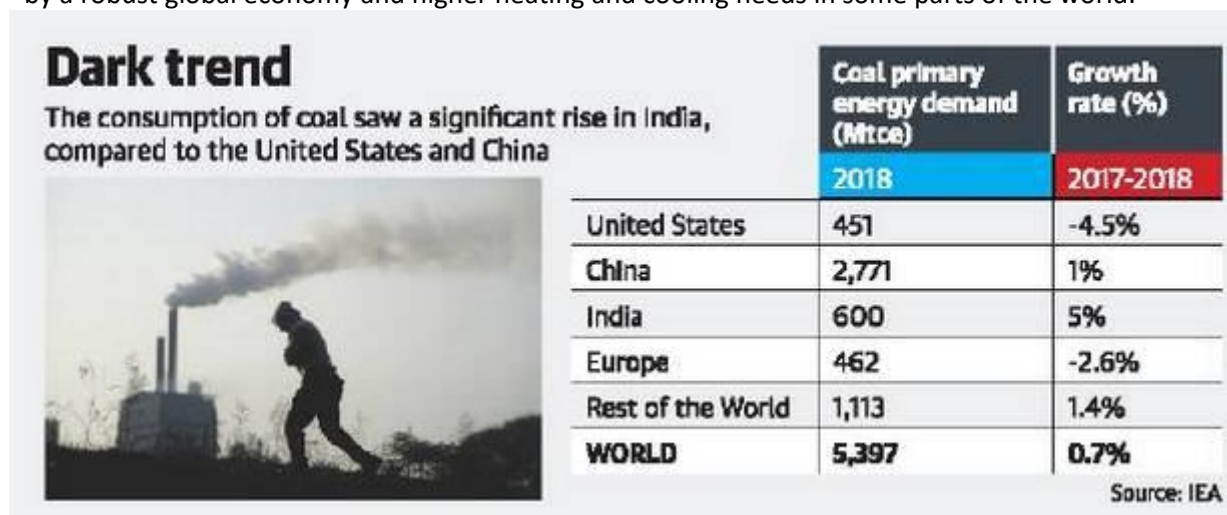 by a robust global economy and higher heating and cooling needs in some parts of the world.
Dark trend
The consumption of coal saw a significant rise in India,
compared to the United States and China
Coal primary
energy demand
(Mtce)
Growth
rate (%)
2018 2017-2018
United States 451 -4.5%
China 2,771 1%
India 600 5%
Europe 462 -2.6%
Rest of the World 1,113 1.4%
WORLD 5,397 0.7%
Source: IEA